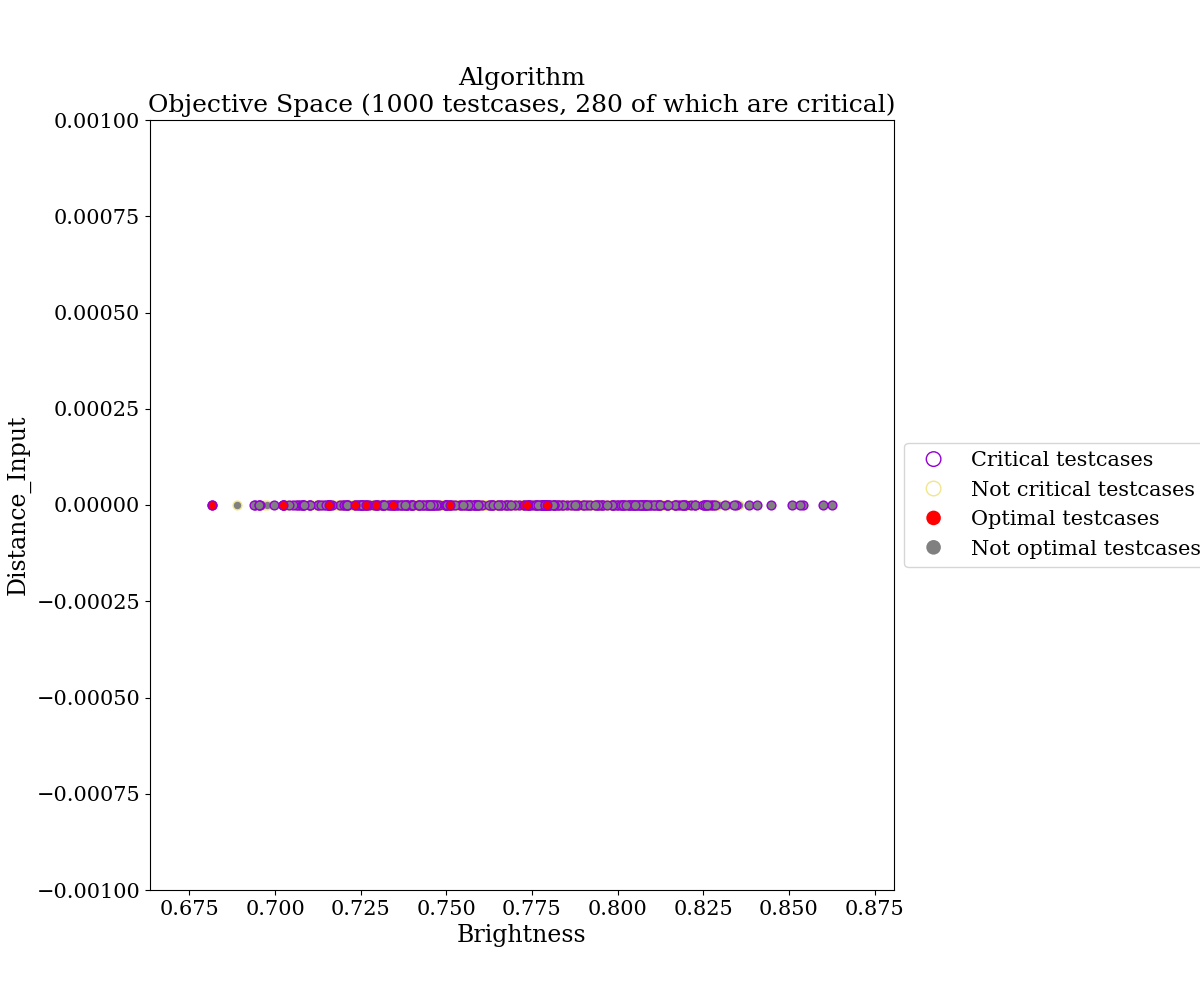 Algorithm
Objective Space (1000 testcases, 280 of which are critical)
0.00100
0.00075
0.00050
0.00025
0.00000
−0.00025
−0.00050
−0.00075
−0.00100
Distance_Input
0.675 0.700 0.725 0.750 0.775 0.800 0.825 0.850 0.875
Brightness
Critical testcases
Not critical testcases
Optimal testcases
Not optimal testcases